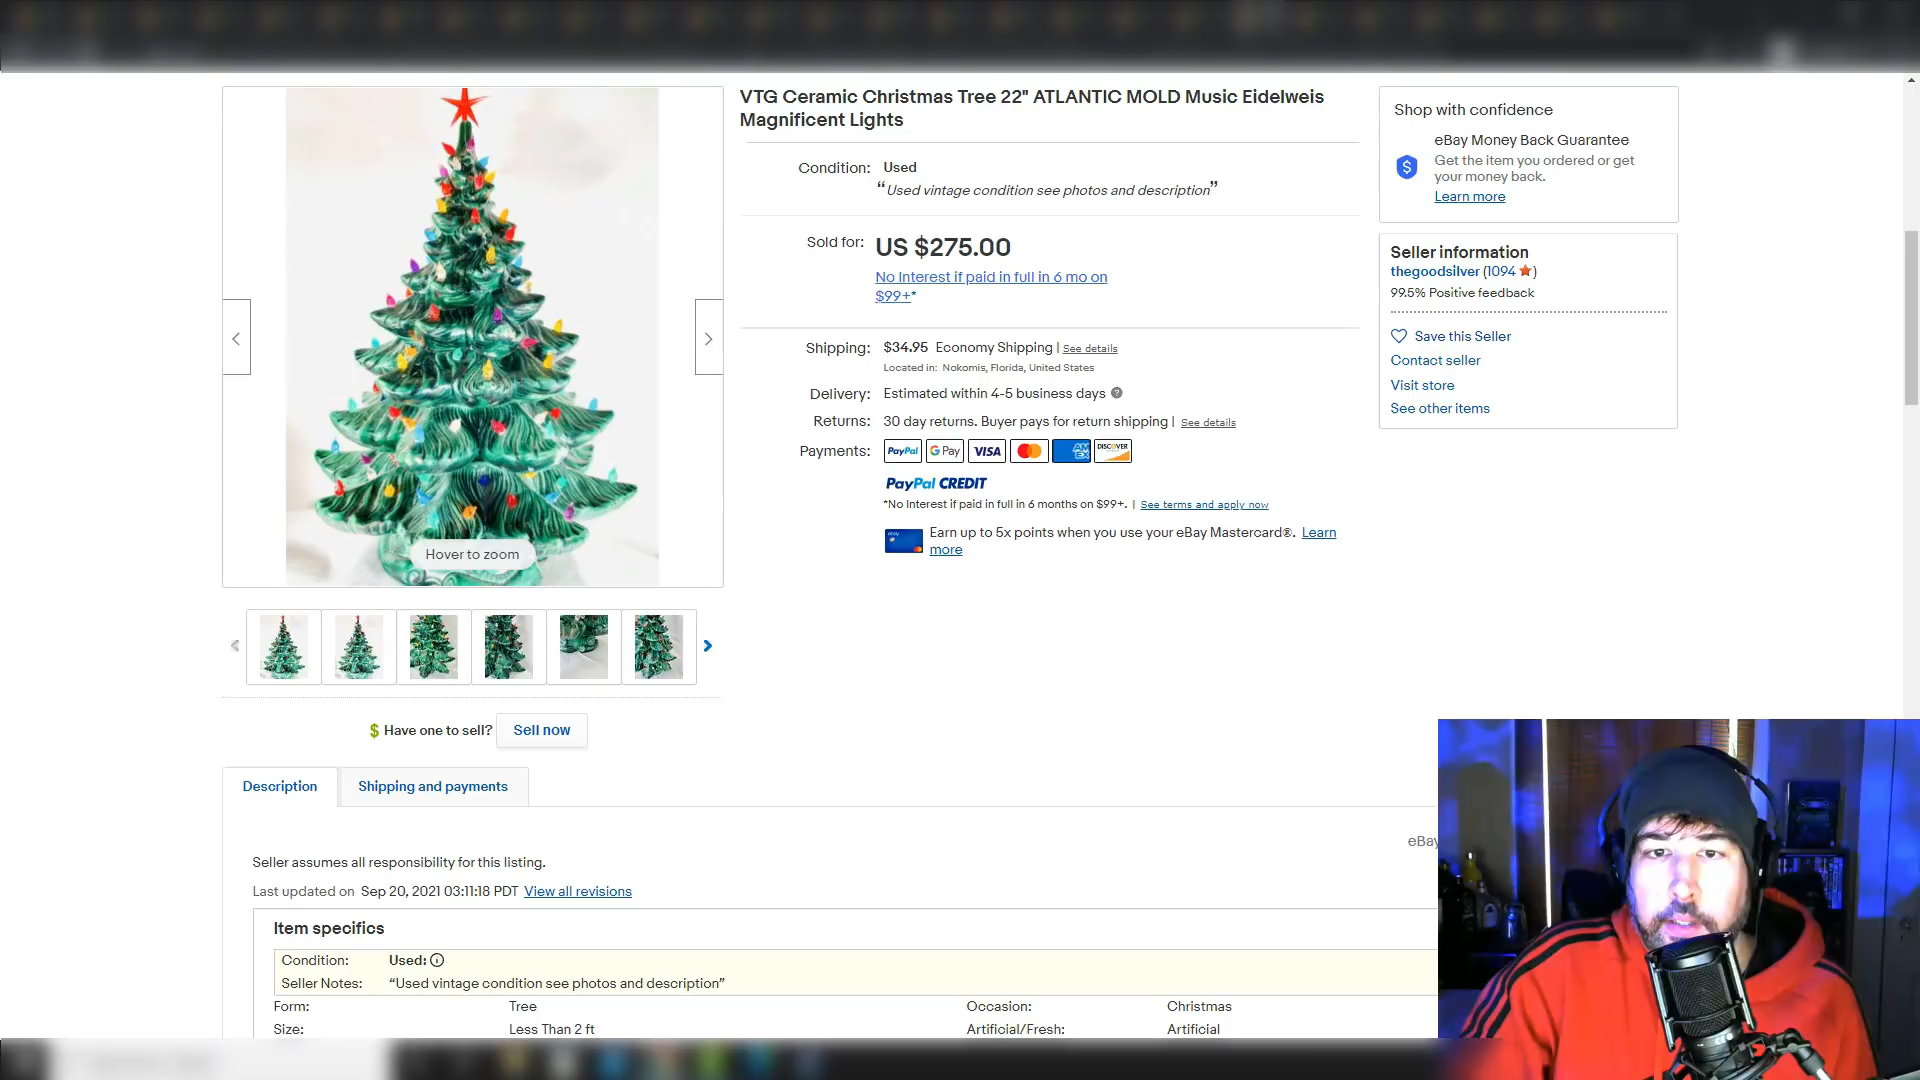 VTG Ceramic Christmas Tree 22" ATLANTIC MOLD Music Eidelweis
Magnificent Lights
Condition: Used
“Used vintage condition see photos and description”
Sold for: US $275.00
No Interest if paid in full in 6 mo on
$99+*
Shipping: $34.95 Economy Shipping | See details
Located in: Nokomis, Florida, United States
Delivery: Estimated within 4-5 business days
Returns: 30 day returns. Buyer pays for return shipping | See details
Payments: PayPal G Pay VISA AM EX DISCOVER
PayPal CREDIT
*No Interest if paid in full in 6 months on $99+. | See terms and apply now
Earn up to 5x points when you use your eBay Mastercard®. Learn
more
Shop with confidence
eBay Money Back Guarantee
Get the item you ordered or get
your money back.
Learn more
Seller information
thegoodsilver (1094 )
99.5% Positive feedback
Save this Seller
Contact seller
Visit store
See other items
Hover to zoom
$ Have one to sell? Sell now
Description Shipping and payments
eBay
Seller assumes all responsibility for this listing.
Last updated on Sep 20, 2021 03:11:18 PDT View all revisions
Item specifics
Condition: Used:
Seller Notes: “Used vintage condition see photos and description”
Form: Tree Occasion: Christmas
Size: Less Than 2 ft Artificial/Fresh: Artificial